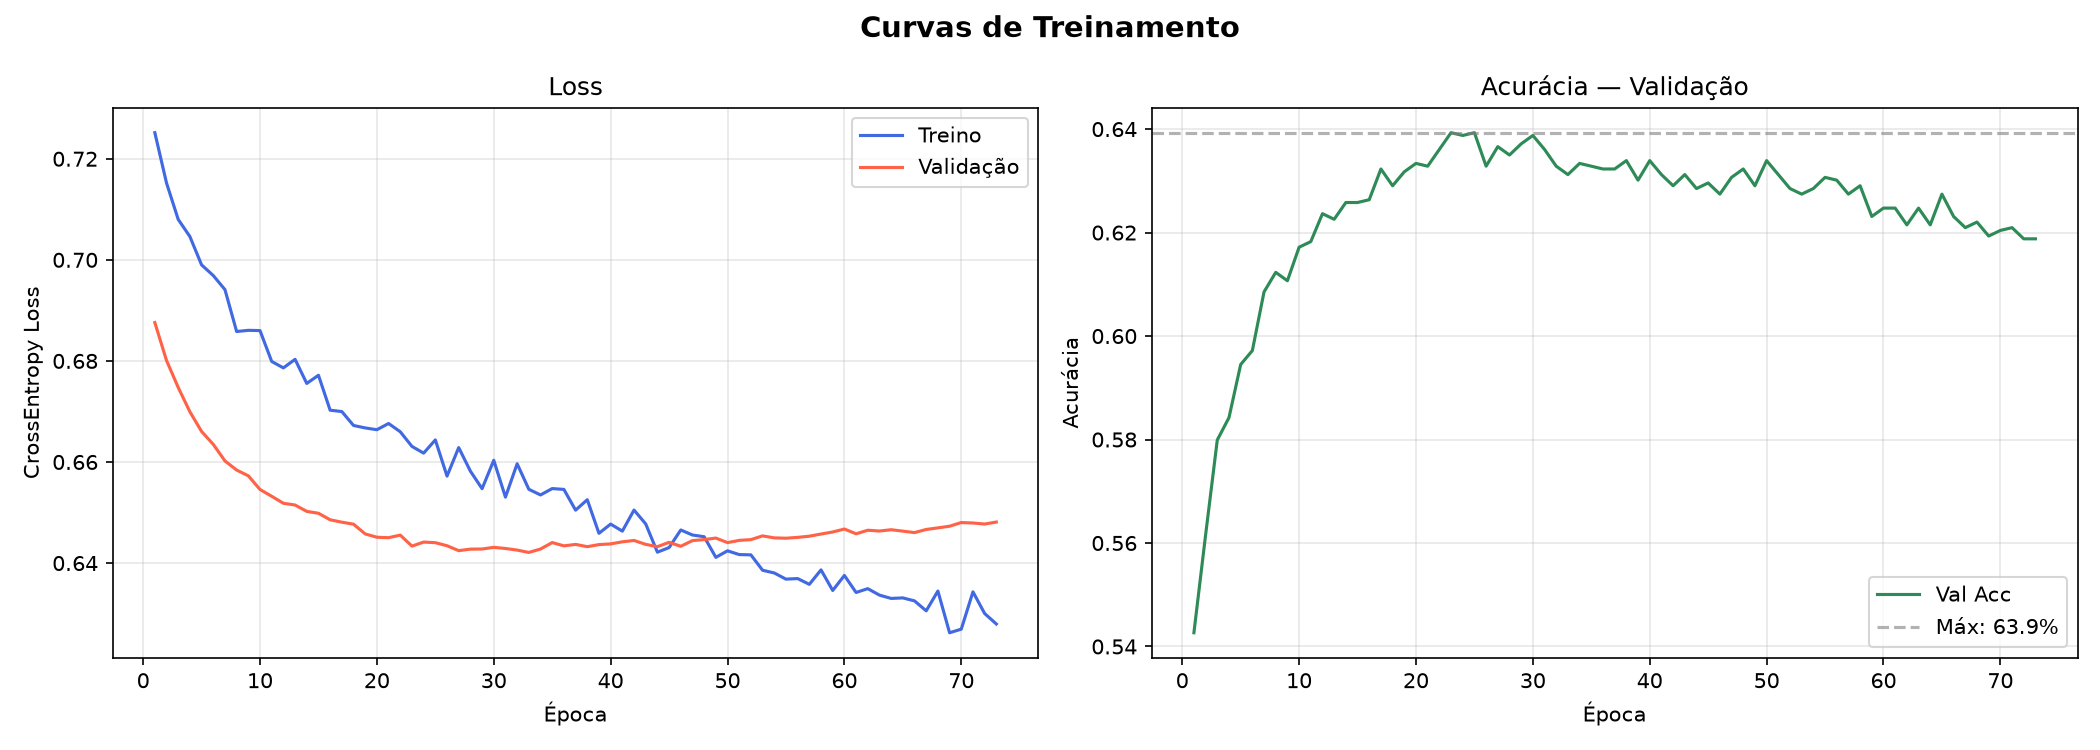 Curvas de Treinamento
Loss
CrossEntropy Loss
0.72
0.70
0.68
0.66
0.64
Treino
Validação
0 10 20 30 40 50 60 70
Época
Acurácia — Validação
Acurácia
0.64
0.62
0.60
0.58
0.56
0.54
Val Acc
Máx: 63.9%
0 10 20 30 40 50 60 70
Época